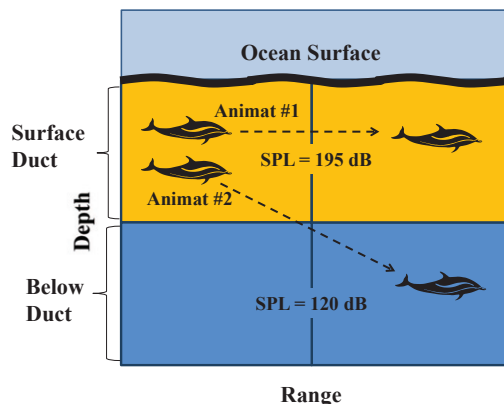 Ocean Surface
Animat #1
Surface
Duct
SPL = 195 dB
Animat #2
Depth
Below
Duct
SPL = 120 dB
Range